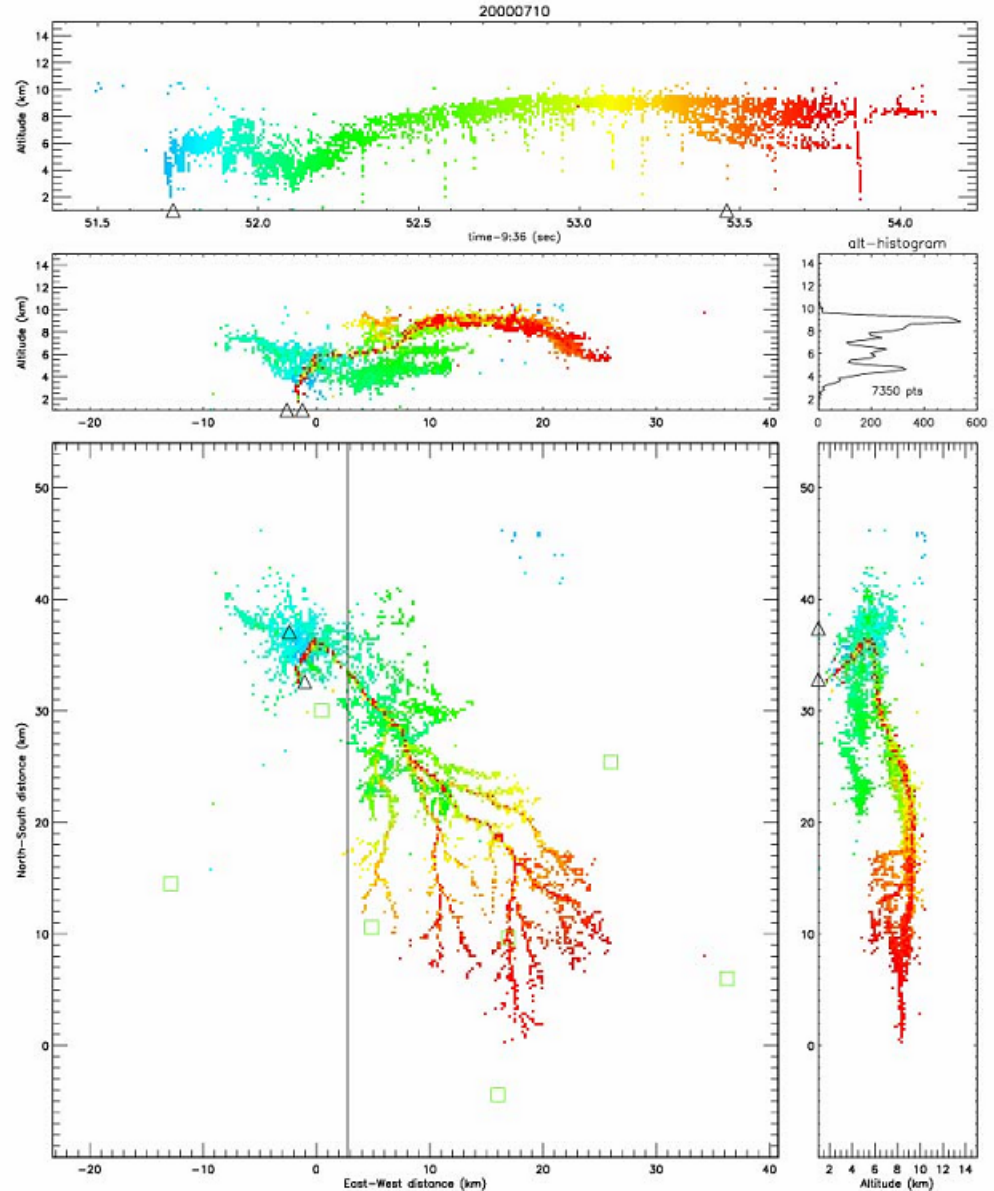 20000710
14
12
10
8
6
4
2
Altitude (km)
51.5 52.0 52.5 53.0 53.5 54.0
time-9:36 (sec)
alt-histogram
14
12
10
8
6
4
2
Altitude (km)
-20 -10 0 10 20 30 40
14
12
10
8
6
4
2
7350 pts
0 200 400 600
50
40
30
20
10
0
North-South distance (km)
-20 -10 0 10 20 30 40
East-West distance (km)
50
40
30
20
10
0
2 4 6 8 10 12 14
Altitude (km)